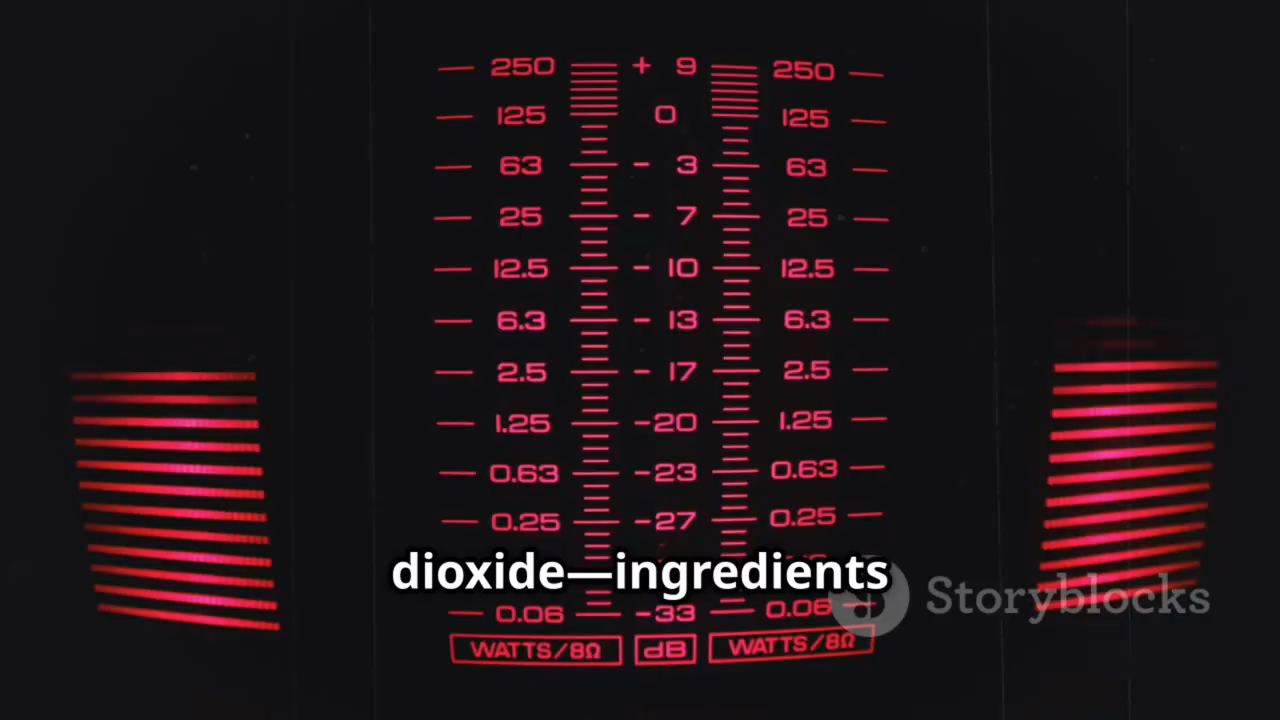 250 + 9 250
125 0 125
63 - 3 63
25 - 7 25
12.5 - 10 12.5
6.3 - 13 6.3
2.5 - 17 2.5
1.25 -20 1.25
0.63 -23 0.63
0.25 -27 0.25
dioxide—ingredients
0.06 -33 0.06
Storyblocks
WATTS/8Ω dB WATTS/8Ω